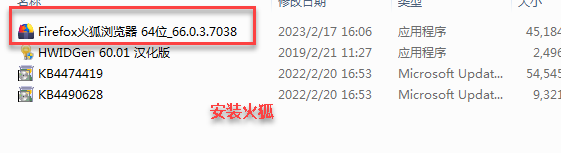 修改日期 类型 大小
Firefox火狐浏览器 64位_66.0.3.7038 2023/2/17 16:06 应用程序 45,184
HWIDGen 60.01 汉化版 2019/2/21 11:27 应用程序 2,496
KB4474419 2022/2/20 16:53 Microsoft Updat... 54,545
KB4490628 2022/2/20 16:53 Microsoft Updat... 9,321
安装火狐